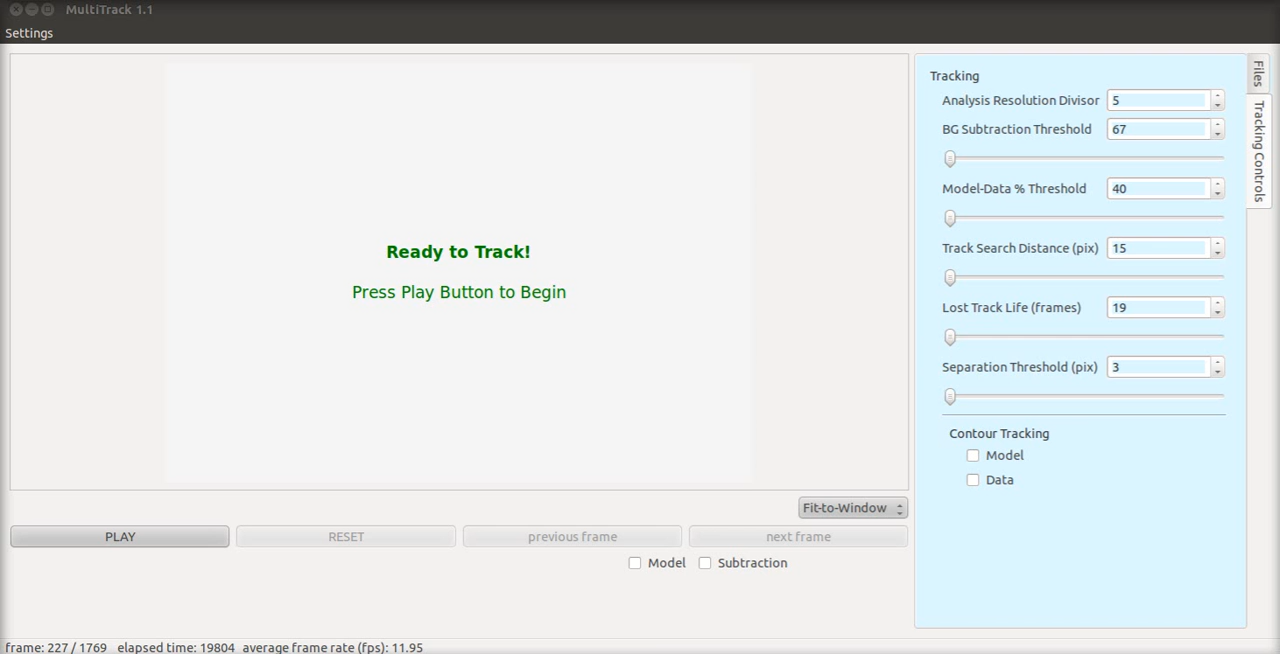 MultiTrack 1.1
Settings
Ready to Track!
Press Play Button to Begin
Fit-to-Window
PLAY
RESET
previous frame
next frame
Model
Subtraction
Tracking
Analysis Resolution Divisor 5
BG Subtraction Threshold 67
Model-Data % Threshold 40
Track Search Distance (pix) 15
Lost Track Life (frames) 19
Separation Threshold (pix) 3
Contour Tracking
Model
Data
Files
Tracking Controls
frame: 227 / 1769 elapsed time: 19804 average frame rate (fps): 11.95